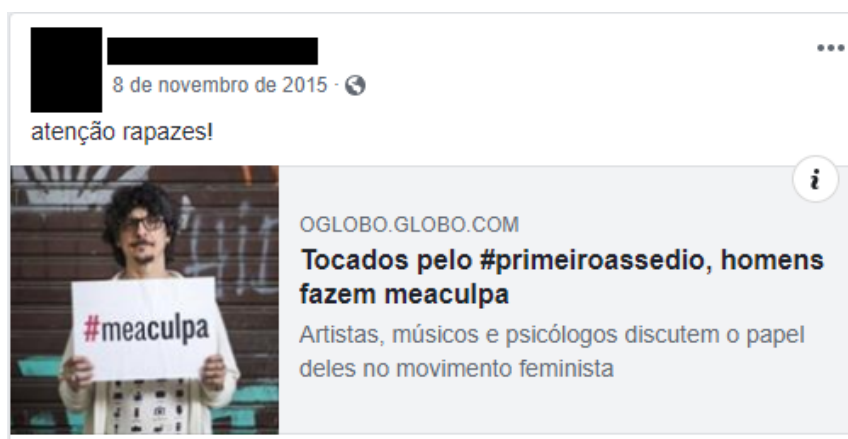 8 de novembro de 2015 ·
atenção rapazes!
i
OGLOBO.GLOBO.COM
Tocados pelo #primeiroassedio, homens
fazem meaculpa
Artistas, músicos e psicólogos discutem o papel
deles no movimento feminista
#meaculpa